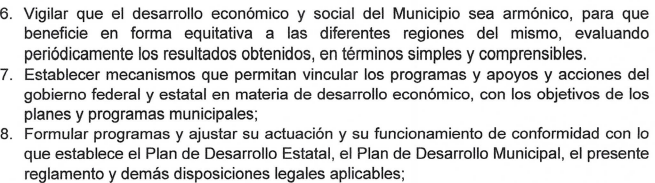 6. Vigilar que el desarrollo económico y social del Municipio sea armónico, para que
beneficie en forma equitativa a las diferentes regiones del mismo, evaluando
periódicamente los resultados obtenidos, en términos simples y comprensibles.
7. Establecer mecanismos que permitan vincular los programas y apoyos y acciones del
gobierno federal y estatal en materia de desarrollo económico, con los objetivos de los
planes y programas municipales;
8. Formular programas y ajustar su actuación y su funcionamiento de conformidad con lo
que establece el Plan de Desarrollo Estatal, el Plan de Desarrollo Municipal, el presente
reglamento y demás disposiciones legales aplicables;